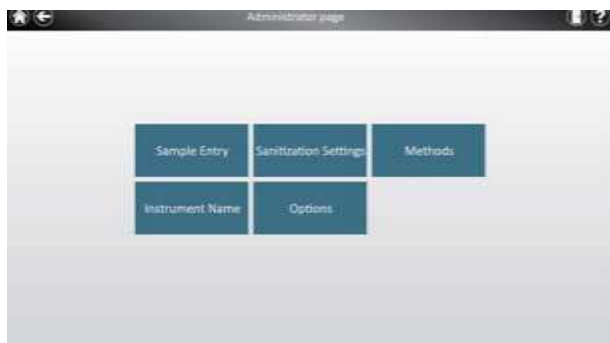 Administrator page
?
Sample Entry Sanitization Settings Methods
Instrument Name Options